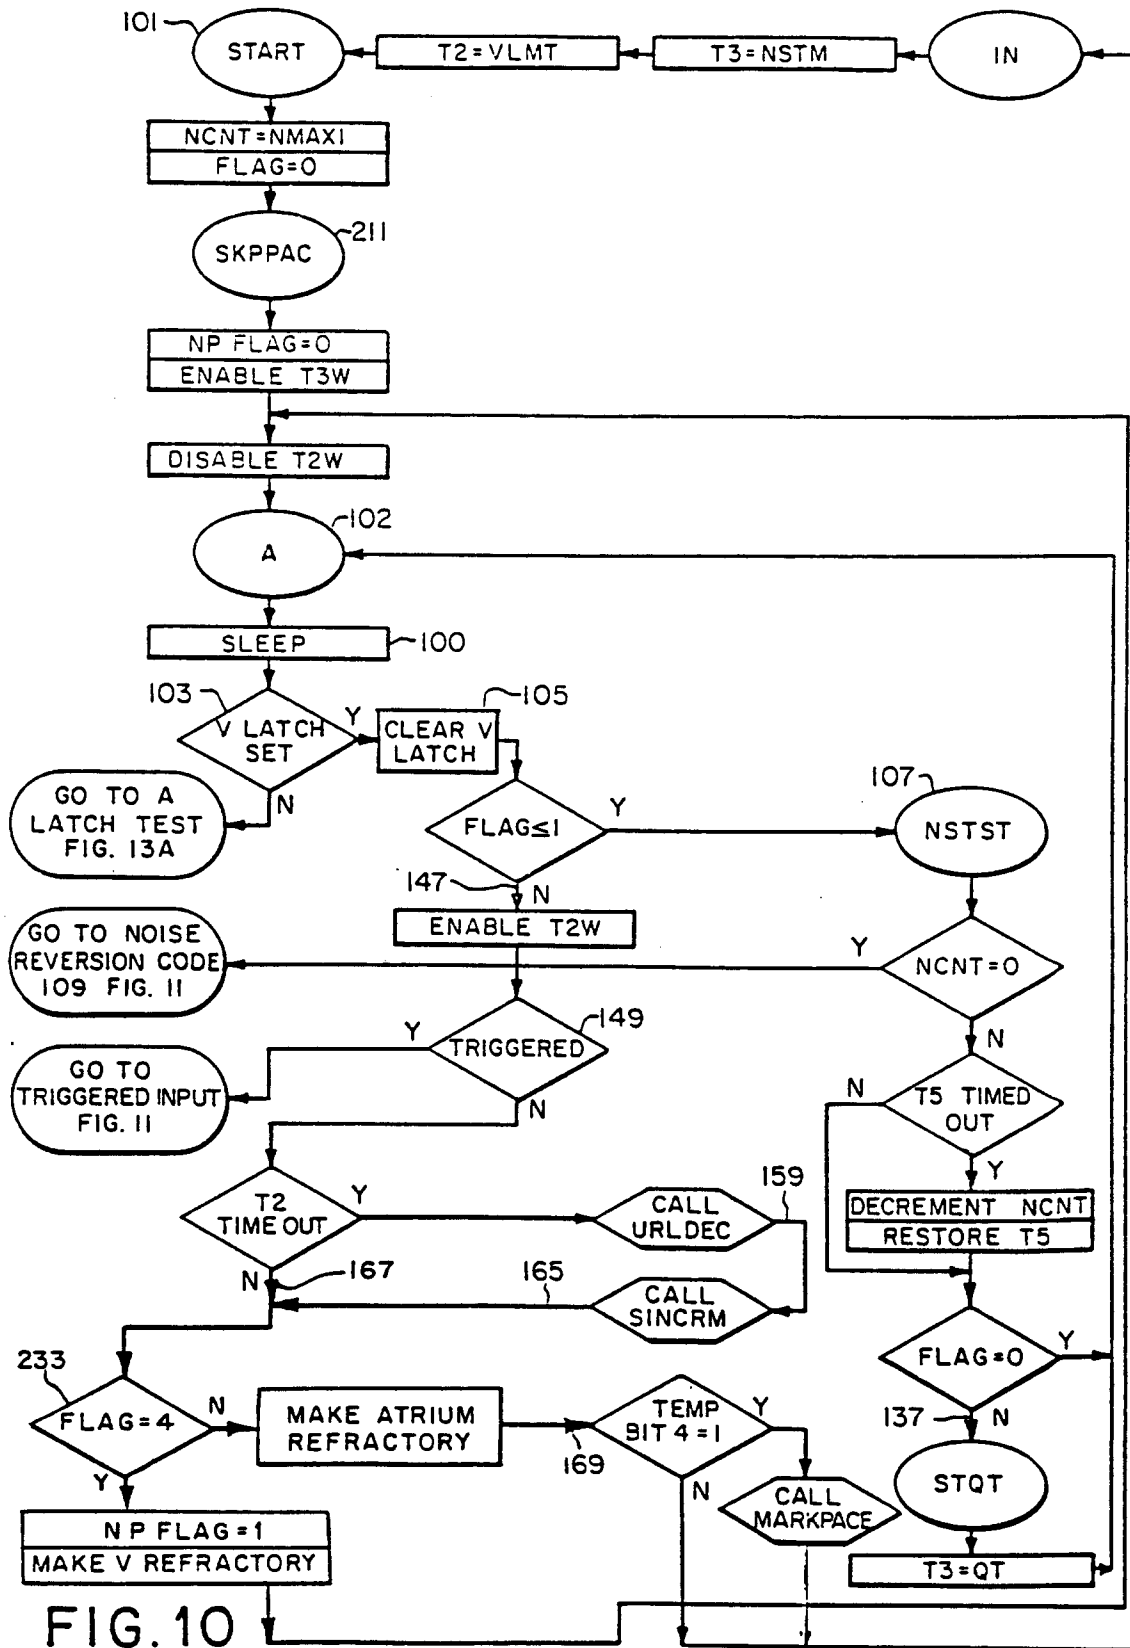 101
START
T2=VLMT
T3=NSTM
IN
NCNT=NMAX1
FLAG=0
SKPPAC
211
NP FLAG=0
ENABLE T3W
DISABLE T2W
102
A
SLEEP
100
103
V LATCH
SET
Y
N
105
CLEAR V
LATCH
GO TO A
LATCH TEST
FIG. 13A
FLAG≤1
Y
107
NSTST
147
N
ENABLE T2W
GO TO NOISE
REVERSION CODE
109 FIG. 11
Y
NCNT=0
N
149
Y
TRIGGERED
N
GO TO
TRIGGERED INPUT
FIG. 11
N
T5 TIMED
OUT
Y
T2
TIME OUT
Y
CALL
URLDEC
159
DECREMENT NCNT
RESTORE T5
N
167
165
CALL
SINCRM
FLAG=0
Y
137
N
233
FLAG=4
N
Y
MAKE ATRIUM
REFRACTORY
169
TEMP
BIT 4=1
Y
N
CALL
MARKPACE
STQT
T3=QT
NP FLAG=1
MAKE V REFRACTORY
FIG. 10